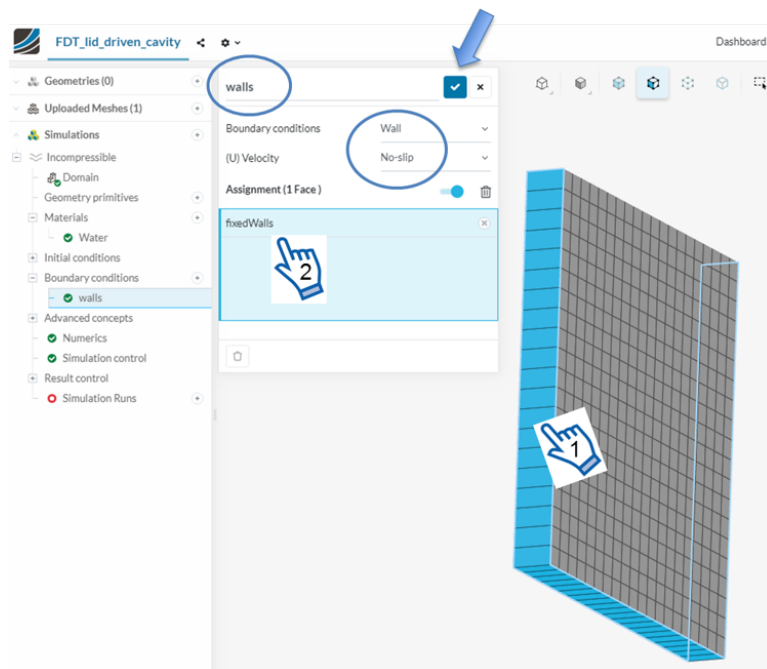 FDT_lid_driven_cavity
Dashboard
Geometries (0)
Uploaded Meshes (1)
Simulations
Incompressible
Domain
Geometry primitives
Materials
Water
Initial conditions
Boundary conditions
walls
Advanced concepts
Numerics
Simulation control
Result control
Simulation Runs
walls
Boundary conditions Wall
(U) Velocity No-slip
Assignment (1 Face )
fixedWalls
2
1